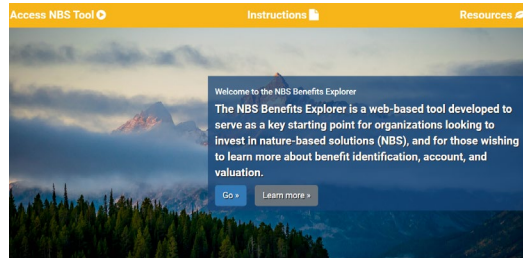 Access NBS Tool
Instructions
Resources
Welcome to the NBS Benefits Explorer
The NBS Benefits Explorer is a web-based tool developed to
serve as a key starting point for organizations looking to
invest in nature-based solutions (NBS), and for those wishing
to learn more about benefit identification, account, and
valuation.
Go »
Learn more »